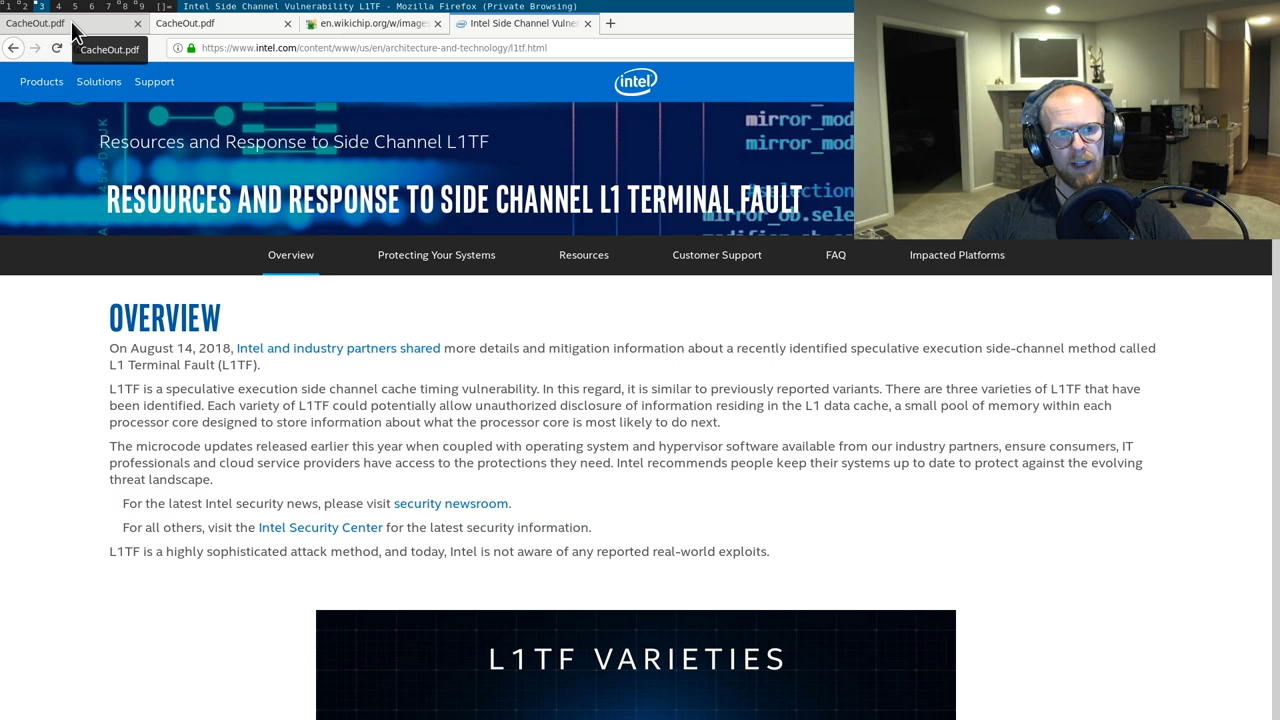 1 2 3 4 5 6 7 8 9 []= Intel Side Channel Vulnerability L1TF - Mozilla Firefox (Private Browsing)
CacheOut.pdf CacheOut.pdf en.wikichip.org/w/image Intel Side Channel Vulner
CacheOut.pdf
https://www.intel.com/content/www/us/en/architecture-and-technology/l1tf.html
Products Solutions Support
intel
mirror_mod
mirror_mod
Resources and Response to Side Channel L1TF
RESOURCES AND RESPONSE TO SIDE CHANNEL L1 TERMINAL FAULT
mirror_ob.sele
Overview Protecting Your Systems Resources Customer Support FAQ Impacted Platforms
OVERVIEW
On August 14, 2018, Intel and industry partners shared more details and mitigation information about a recently identified speculative execution side-channel method called
L1 Terminal Fault (L1TF).
L1TF is a speculative execution side channel cache timing vulnerability. In this regard, it is similar to previously reported variants. There are three varieties of L1TF that have
been identified. Each variety of L1TF could potentially allow unauthorized disclosure of information residing in the L1 data cache, a small pool of memory within each
processor core designed to store information about what the processor core is most likely to do next.
The microcode updates released earlier this year when coupled with operating system and hypervisor software available from our industry partners, ensure consumers, IT
professionals and cloud service providers have access to the protections they need. Intel recommends people keep their systems up to date to protect against the evolving
threat landscape.
For the latest Intel security news, please visit security newsroom.
For all others, visit the Intel Security Center for the latest security information.
L1TF is a highly sophisticated attack method, and today, Intel is not aware of any reported real-world exploits.
L1TF VARIETIES